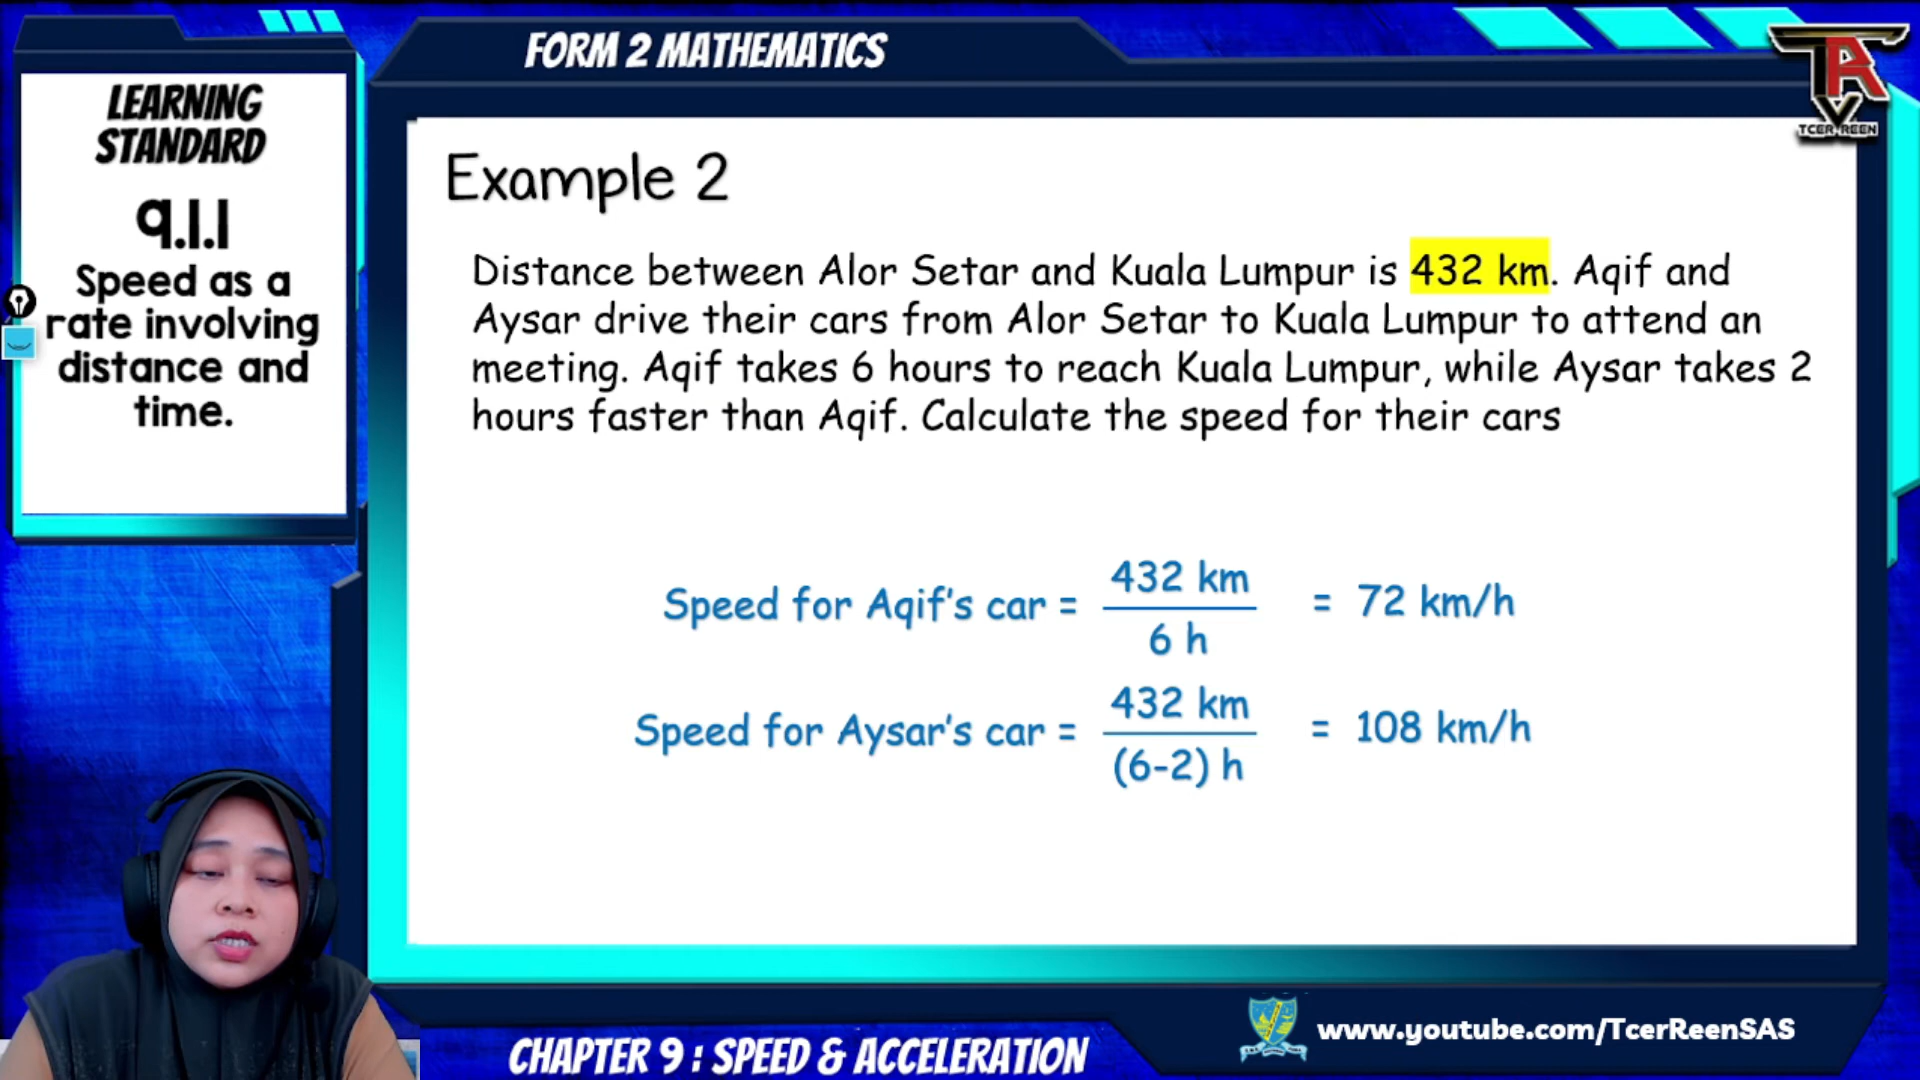 FORM 2 MATHEMATICS
TCER REEN
LEARNING
STANDARD
9.1.1
Speed as a
rate involving
distance and
time.
Example 2
Distance between Alor Setar and Kuala Lumpur is 432 km. Aqif and
Aysar drive their cars from Alor Setar to Kuala Lumpur to attend an
meeting. Aqif takes 6 hours to reach Kuala Lumpur, while Aysar takes 2
hours faster than Aqif. Calculate the speed for their cars
Speed for Aqif's car = 432 km / 6 h = 72 km/h
Speed for Aysar's car = 432 km / (6-2) h = 108 km/h
CHAPTER 9 : SPEED & ACCELERATION
www.youtube.com/TcerReenSAS